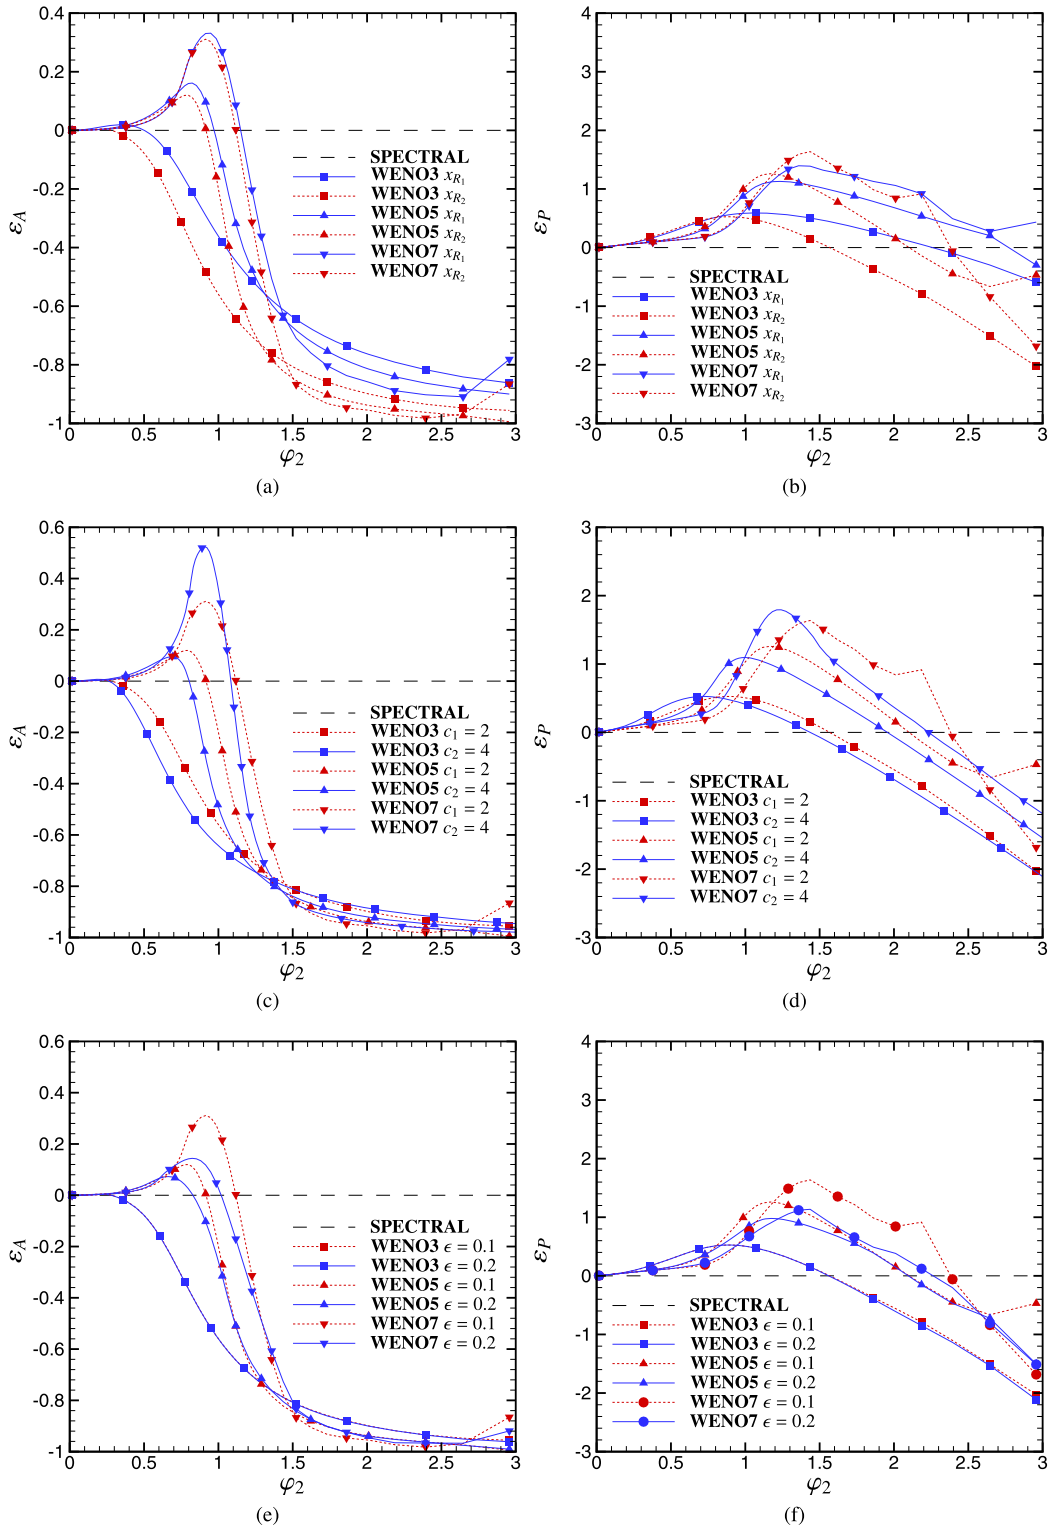 0.4
0.2
0
-0.2
-0.4
-0.6
-0.8
-1
εA
0 0.5 1 1.5 2 2.5 3
φ2
SPECTRAL
WENO3 xR1
WENO3 xR2
WENO5 xR1
WENO5 xR2
WENO7 xR1
WENO7 xR2
(a)
4
3
2
1
0
-1
-2
-3
εP
0 0.5 1 1.5 2 2.5 3
φ2
SPECTRAL
WENO3 xR1
WENO3 xR2
WENO5 xR1
WENO5 xR2
WENO7 xR1
WENO7 xR2
(b)
0.6
0.4
0.2
0
-0.2
-0.4
-0.6
-0.8
-1
εA
0 0.5 1 1.5 2 2.5 3
φ2
SPECTRAL
WENO3 c1 = 2
WENO3 c2 = 4
WENO5 c1 = 2
WENO5 c2 = 4
WENO7 c1 = 2
WENO7 c2 = 4
(c)
3
2
1
0
-1
-2
-3
εP
0 0.5 1 1.5 2 2.5 3
φ2
SPECTRAL
WENO3 c1 = 2
WENO3 c2 = 4
WENO5 c1 = 2
WENO5 c2 = 4
WENO7 c1 = 2
WENO7 c2 = 4
(d)
0.6
0.4
0.2
0
-0.2
-0.4
-0.6
-0.8
-1
εA
0 0.5 1 1.5 2 2.5 3
φ2
SPECTRAL
WENO3 ϵ = 0.1
WENO3 ϵ = 0.2
WENO5 ϵ = 0.1
WENO5 ϵ = 0.2
WENO7 ϵ = 0.1
WENO7 ϵ = 0.2
(e)
4
3
2
1
0
-1
-2
-3
εP
0 0.5 1 1.5 2 2.5 3
φ2
SPECTRAL
WENO3 ϵ = 0.1
WENO3 ϵ = 0.2
WENO5 ϵ = 0.1
WENO5 ϵ = 0.2
WENO7 ϵ = 0.1
WENO7 ϵ = 0.2
(f)